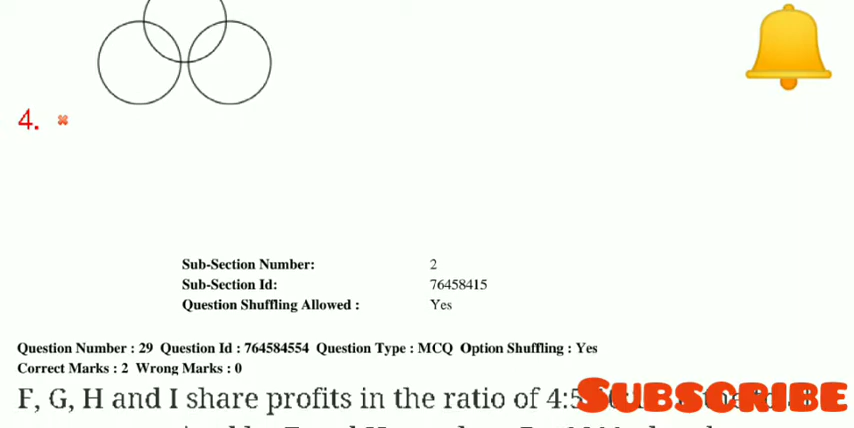 4.
Sub-Section Number: 2
Sub-Section Id: 76458415
Question Shuffling Allowed : Yes
Question Number : 29 Question Id : 764584554 Question Type : MCQ Option Shuffling : Yes
Correct Marks : 2 Wrong Marks : 0
F, G, H and I share profits in the ratio of 4:5
SUBSCRIBE